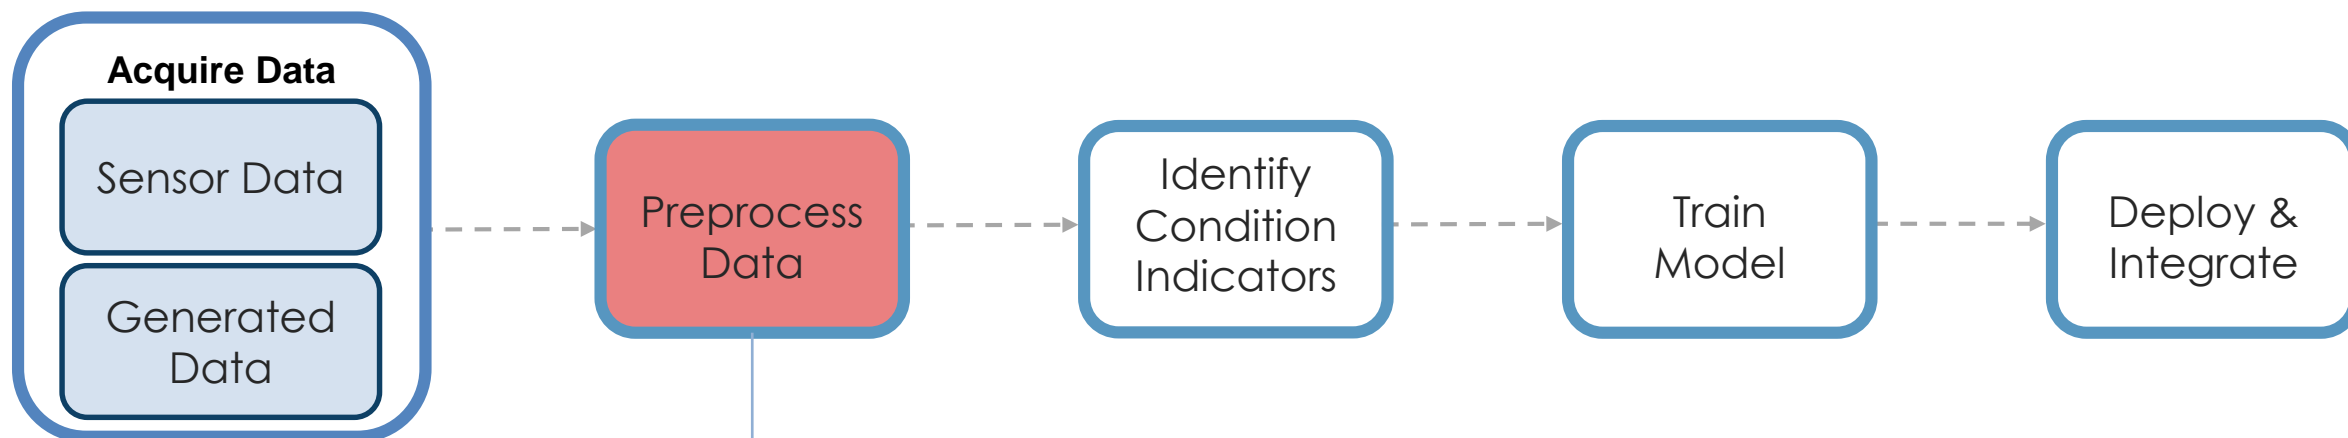 Acquire Data
Sensor Data
Generated
Data
Preprocess
Data
Identify
Condition
Indicators
Train
Model
Deploy &
Integrate